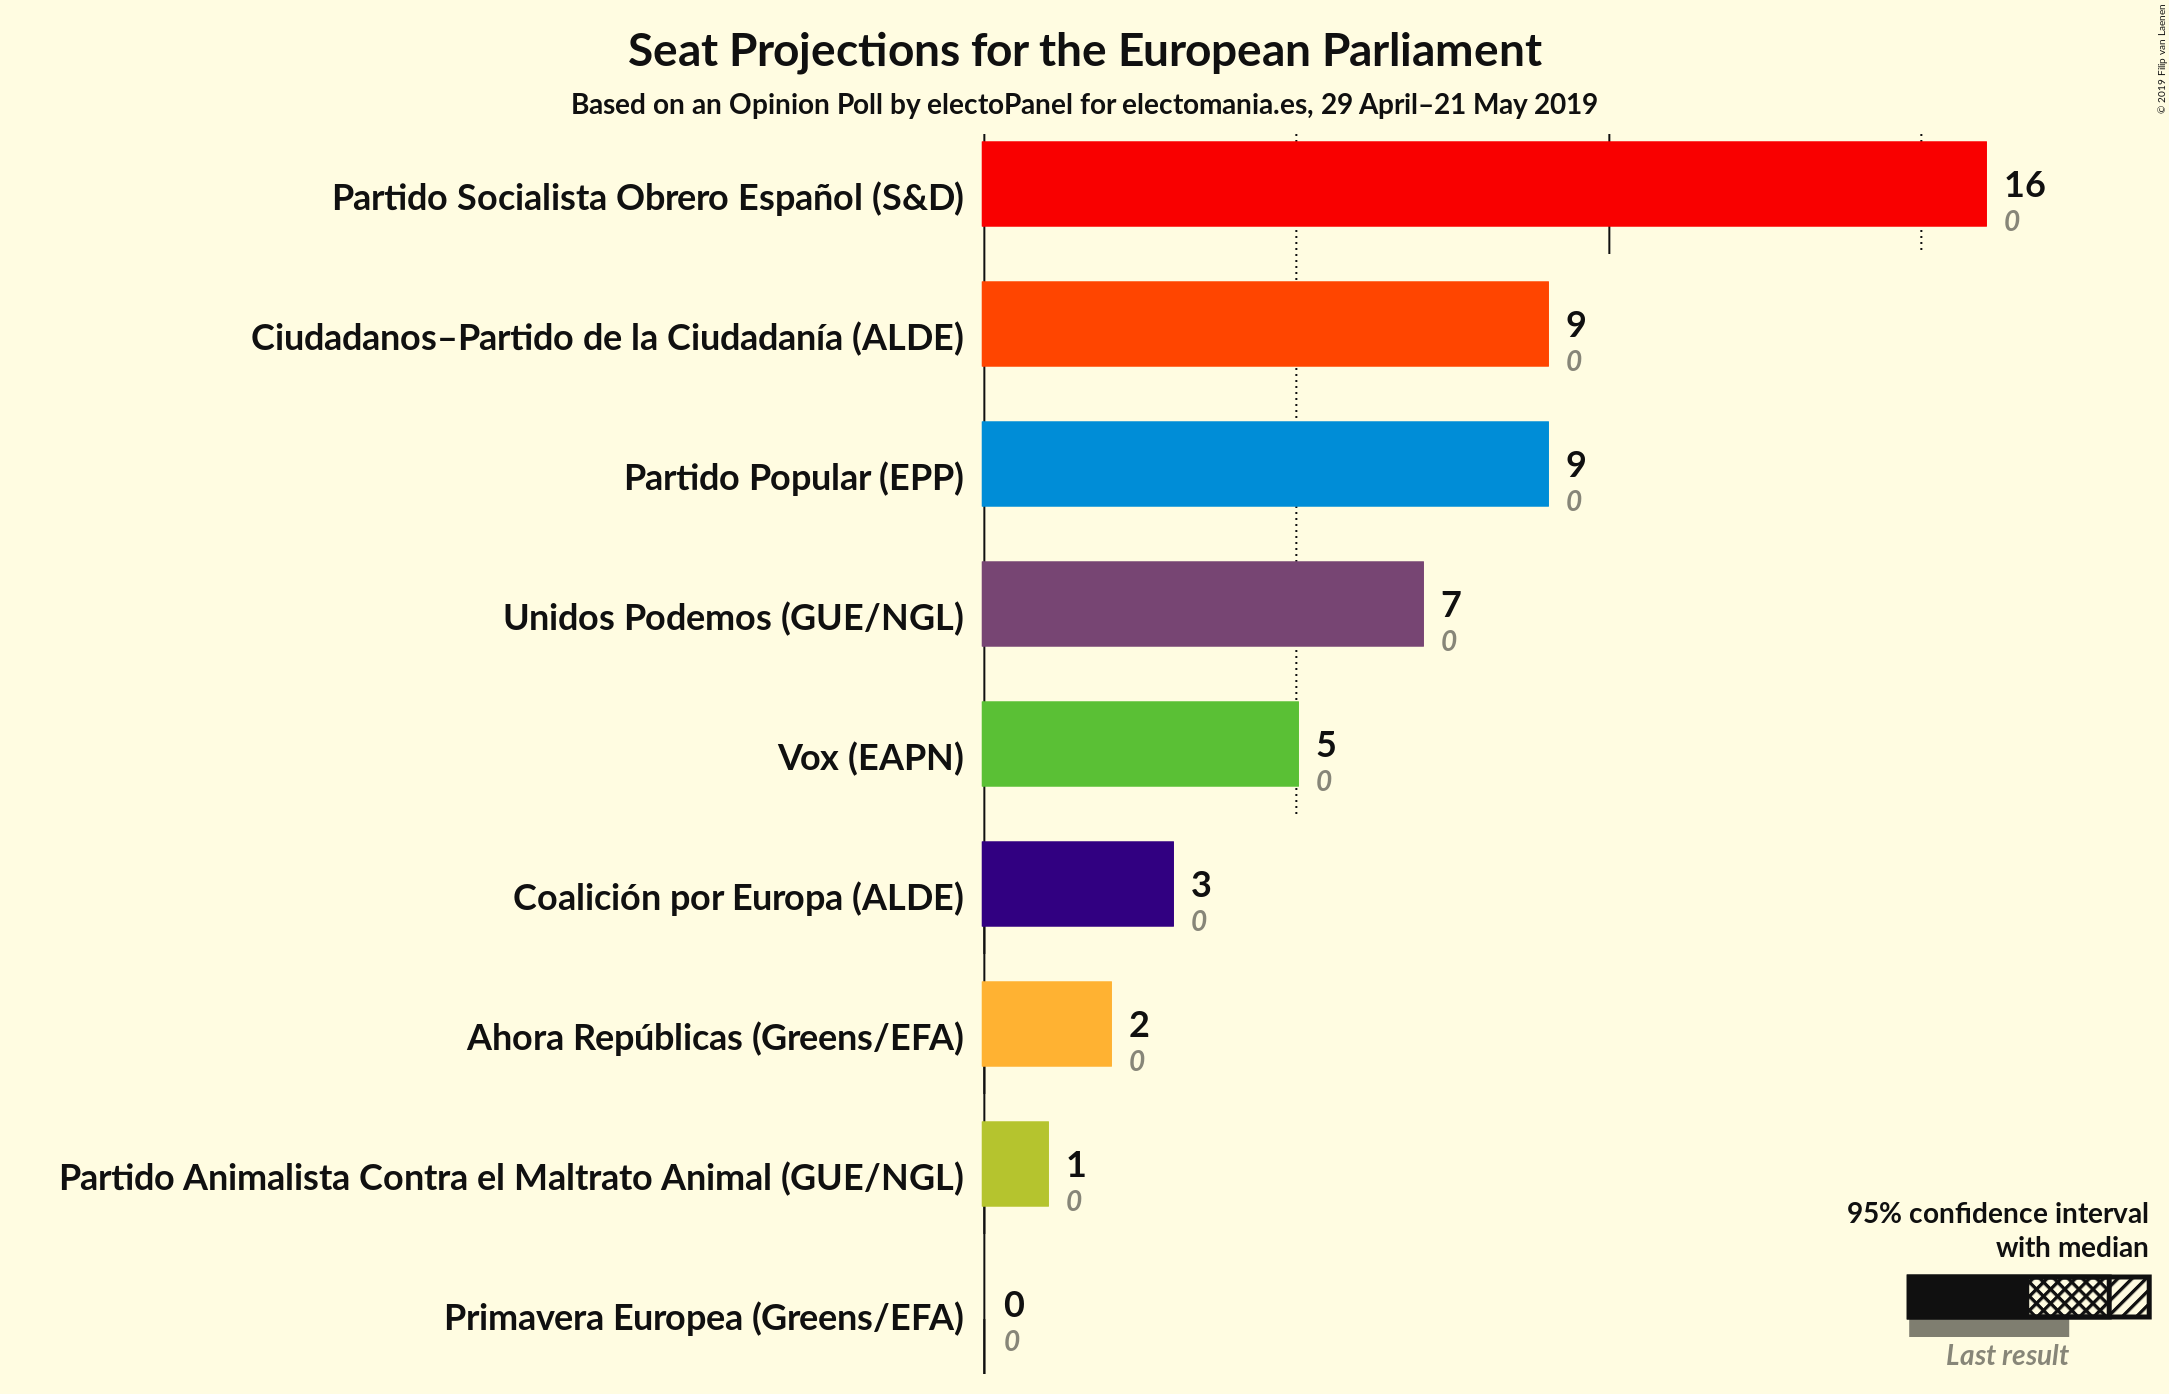 Seat Projections for the European Parliament
Based on an Opinion Poll by electoPanel for electomania.es, 29 April–21 May 2019
© 2019 Filip van Laenen
Partido Socialista Obrero Español (S&D)
16
0
Ciudadanos–Partido de la Ciudadanía (ALDE)
9
0
Partido Popular (EPP)
9
0
Unidos Podemos (GUE/NGL)
7
0
Vox (EAPN)
5
0
Coalición por Europa (ALDE)
3
0
Ahora Repúblicas (Greens/EFA)
2
0
Partido Animalista Contra el Maltrato Animal (GUE/NGL)
1
0
Primavera Europea (Greens/EFA)
0
0
95% confidence interval
with median
Last result